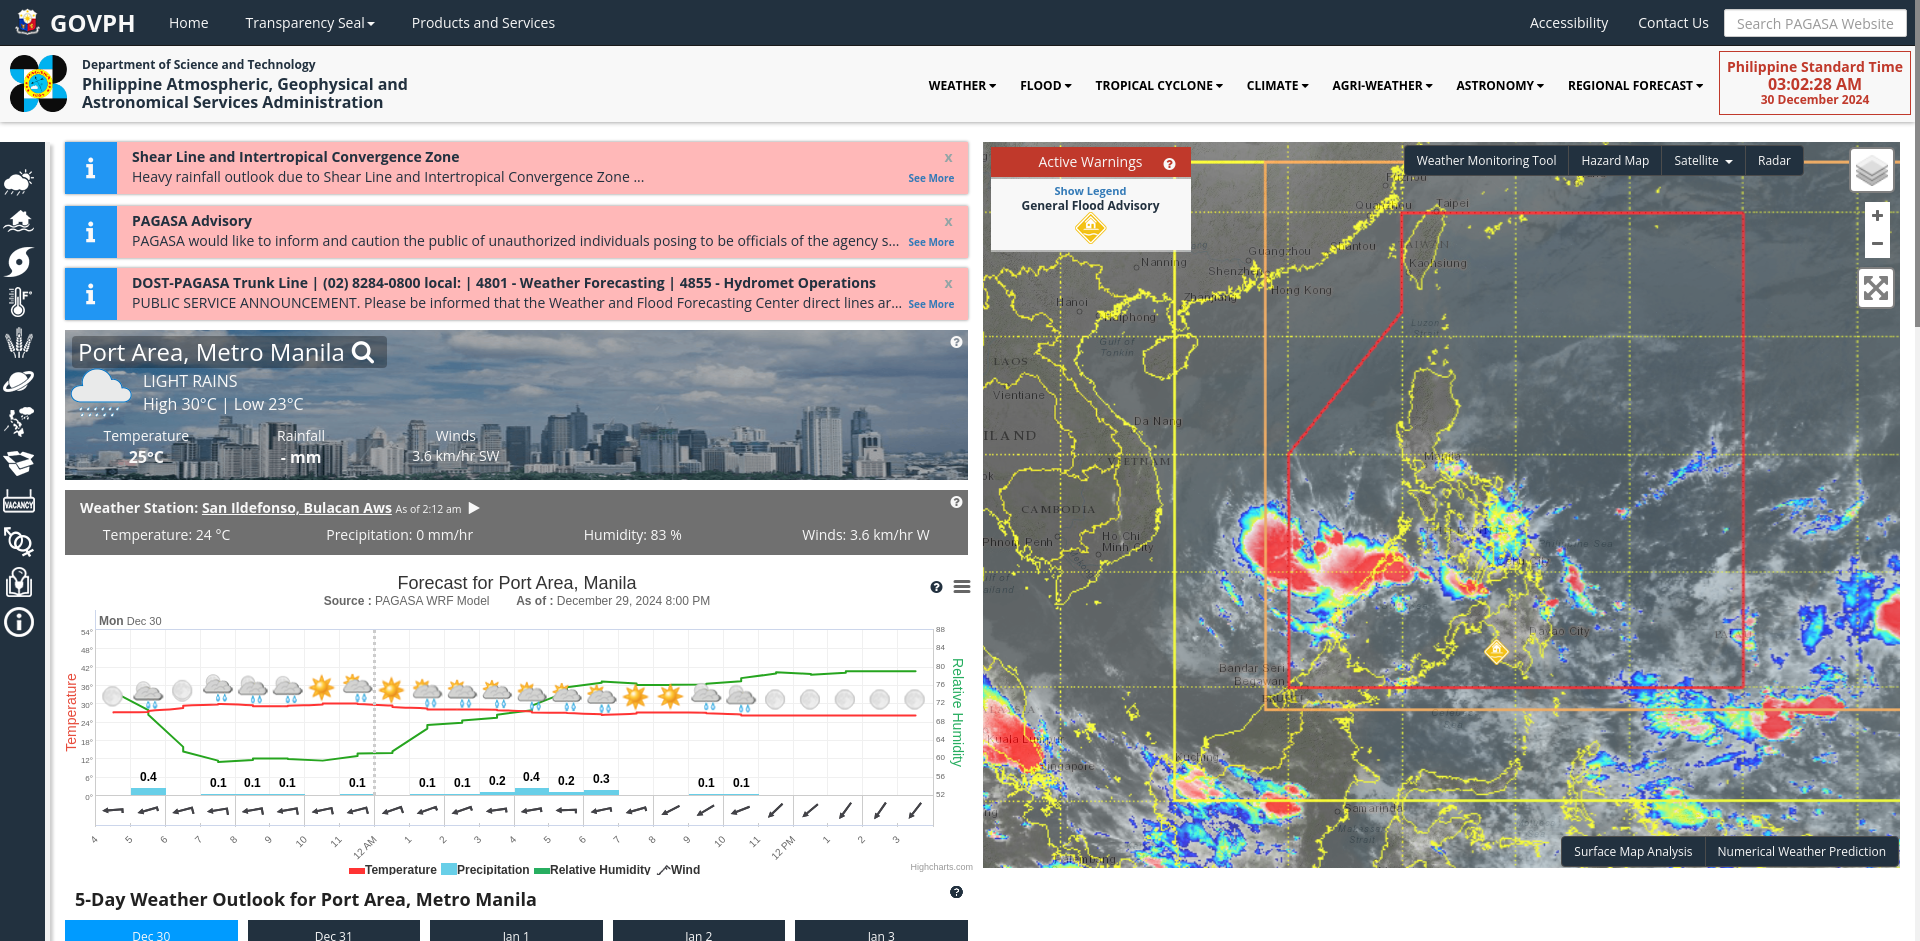 GOVPH
Home
Transparency Seal
Products and Services
Accessibility
Contact Us
Search PAGASA Website
Department of Science and Technology
Philippine Atmospheric, Geophysical and
Astronomical Services Administration
WEATHER
FLOOD
TROPICAL CYCLONE
CLIMATE
AGRI-WEATHER
ASTRONOMY
REGIONAL FORECAST
Philippine Standard Time
03:02:28 AM
30 December 2024
Shear Line and Intertropical Convergence Zone
x
Heavy rainfall outlook due to Shear Line and Intertropical Convergence Zone ...
See More
PAGASA Advisory
x
PAGASA would like to inform and caution the public of unauthorized individuals posing to be officials of the agency s...
See More
DOST-PAGASA Trunk Line | (02) 8284-0800 local: | 4801 - Weather Forecasting | 4855 - Hydromet Operations
x
PUBLIC SERVICE ANNOUNCEMENT. Please be informed that the Weather and Flood Forecasting Center direct lines ar...
See More
VACANCY
Port Area, Metro Manila
LIGHT RAINS
High 30°C | Low 23°C
Temperature
Rainfall
Winds
25°C
- mm
3.6 km/hr SW
Weather Station: San Ildefonso, Bulacan Aws As of 2:12 am
Temperature: 24 °C
Precipitation: 0 mm/hr
Humidity: 83 %
Winds: 3.6 km/hr W
Forecast for Port Area, Manila
Source : PAGASA WRF Model As of : December 29, 2024 8:00 PM
Mon Dec 30
Temperature
54°
48°
42°
36°
30°
24°
18°
12°
6°
0°
Relative Humidity
88
84
80
76
72
68
64
60
56
52
0.4
0.1
0.1
0.1
0.1
0.1
0.1
0.2
0.4
0.2
0.3
0.1
0.1
4 5 6 7 8 9 10 11 12 AM 1 2 3 4 5 6 7 8 9 10 11 12 PM 1 2 3
Temperature
Precipitation
Relative Humidity
Wind
Highcharts.com
5-Day Weather Outlook for Port Area, Metro Manila
Dec 30
Dec 31
Jan 1
Jan 2
Jan 3
Active Warnings
Show Legend
General Flood Advisory
Weather Monitoring Tool
Hazard Map
Satellite
Radar
+
−
Taipei
Guangzhou
Shantou
Kaohsiung
Nanning
Shenzhen
Hong Kong
Zhanjiang
Hanoi
Haiphong
Gulf of
Tonkin
LAOS
Vientiane
Da Nang
VIETNAM
CAMBODIA
Phnom Penh
Ho Chi
Minh City
Manila
Davao City
Bandar Seri
Begawan
Kuala Lumpur
Kuching
Samarinda
Surface Map Analysis
Numerical Weather Prediction